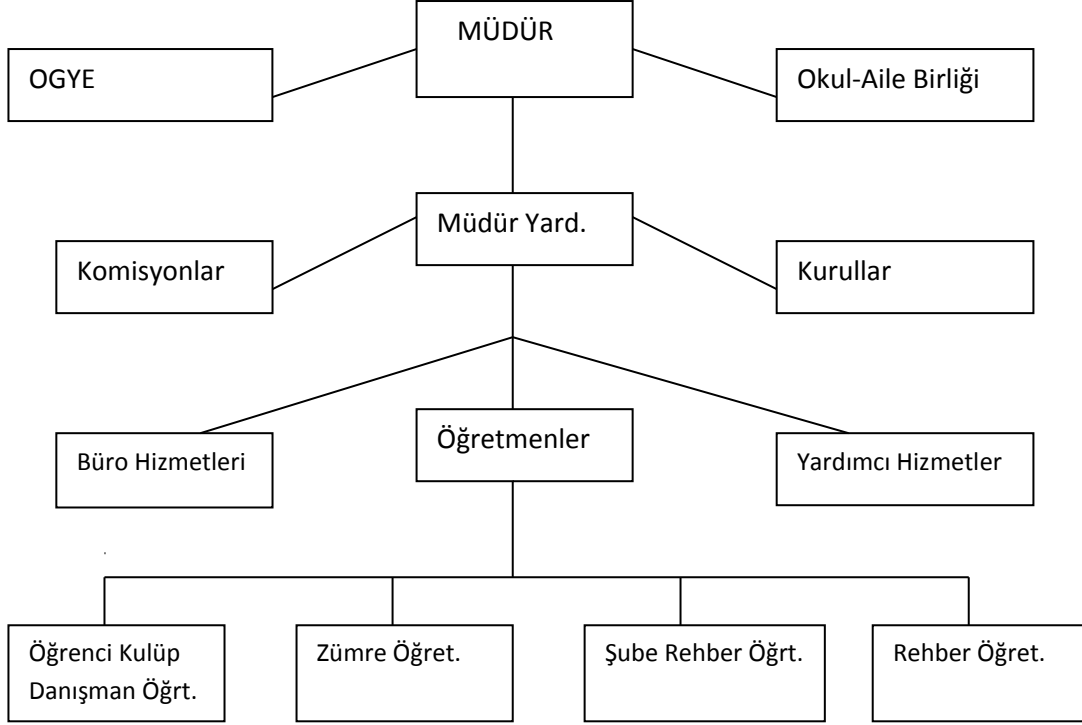 MÜDÜR
OGYE
Okul-Aile Birliği
Müdür Yard.
Komisyonlar
Kurullar
Öğretmenler
Büro Hizmetleri
Yardımcı Hizmetler
Öğrenci Kulüp
Danışman Öğrt.
Zümre Öğret.
Şube Rehber Öğrt.
Rehber Öğret.